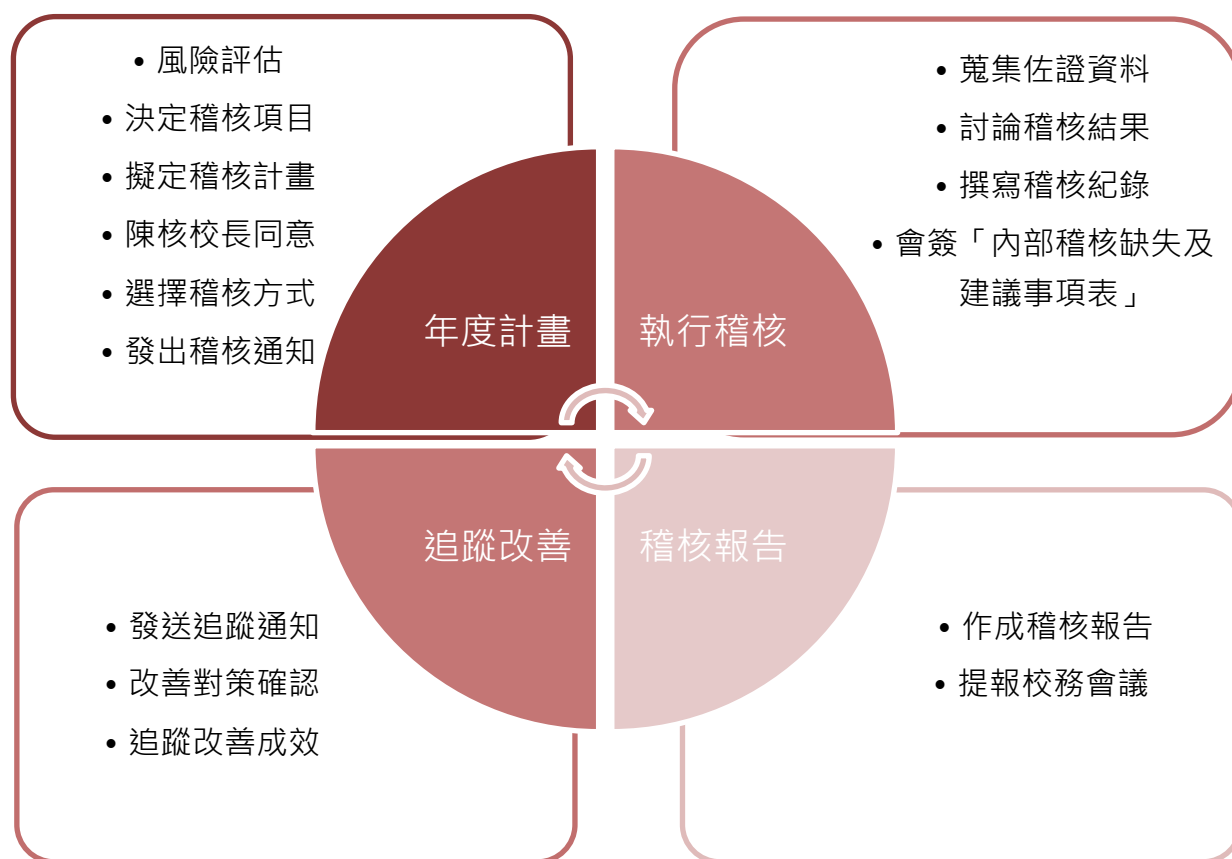 • 風險評估
• 決定稽核項目
• 擬定稽核計畫
• 陳核校長同意
• 選擇稽核方式
• 發出稽核通知
年度計畫
• 蒐集佐證資料
• 討論稽核結果
• 撰寫稽核紀錄
• 會簽「內部稽核缺失及
建議事項表」
執行稽核
追蹤改善
• 發送追蹤通知
• 改善對策確認
• 追蹤改善成效
稽核報告
• 作成稽核報告
• 提報校務會議